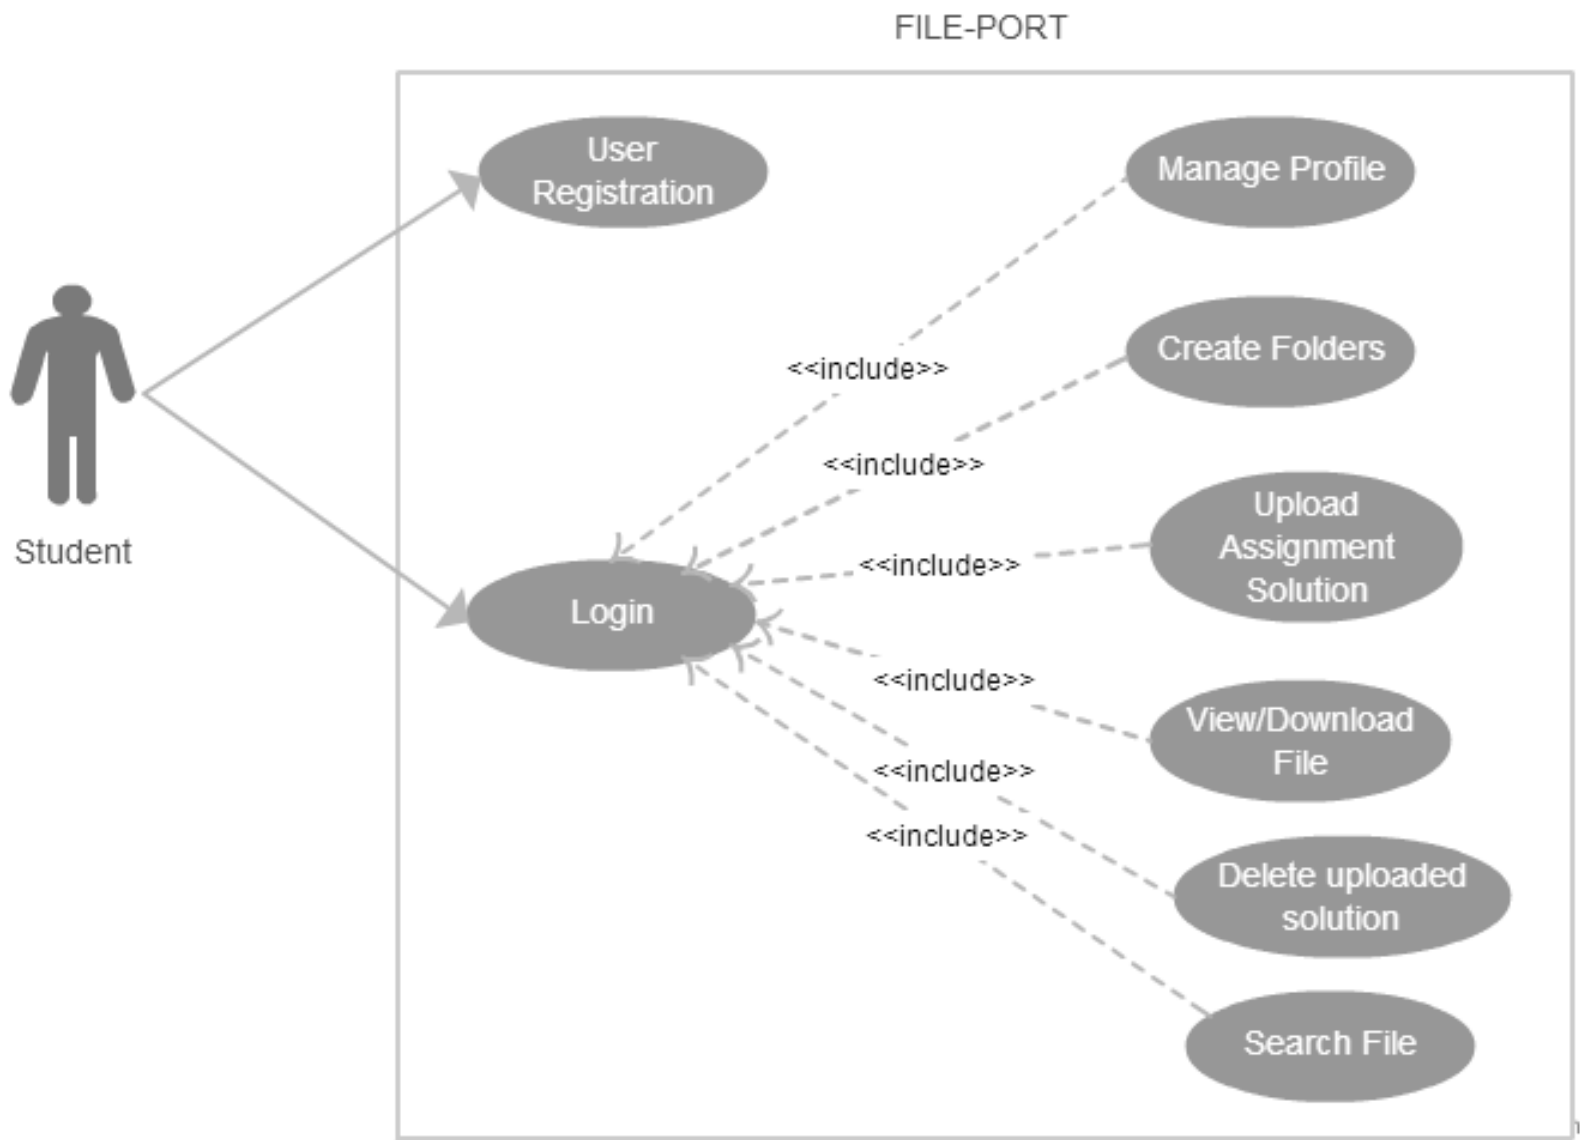 FILE-PORT
User
Registration
Manage Profile
Create Folders
<<include>>
<<include>>
Upload
Assignment
Solution
<<include>>
Student
Login
<<include>>
View/Download
File
<<include>>
<<include>>
Delete uploaded
solution
Search File